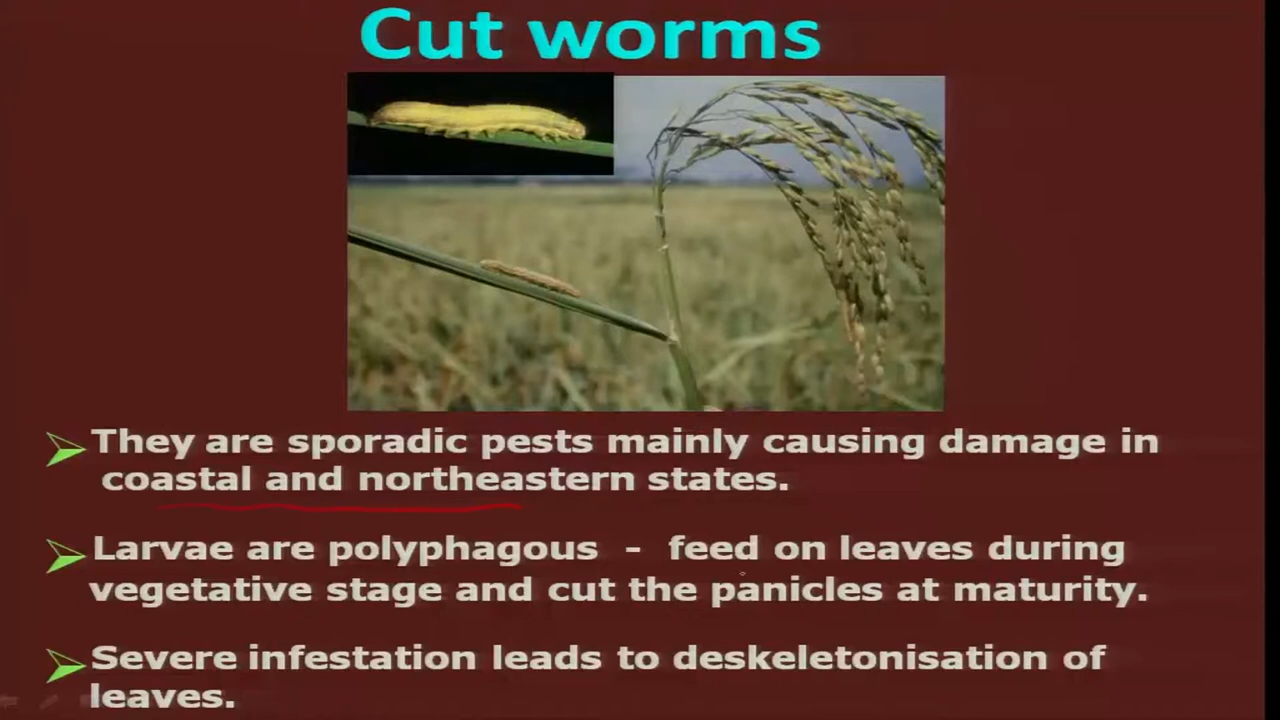 Cut worms
They are sporadic pests mainly causing damage in
coastal and northeastern states.
Larvae are polyphagous - feed on leaves during
vegetative stage and cut the panicles at maturity.
Severe infestation leads to deskeletonisation of
leaves.